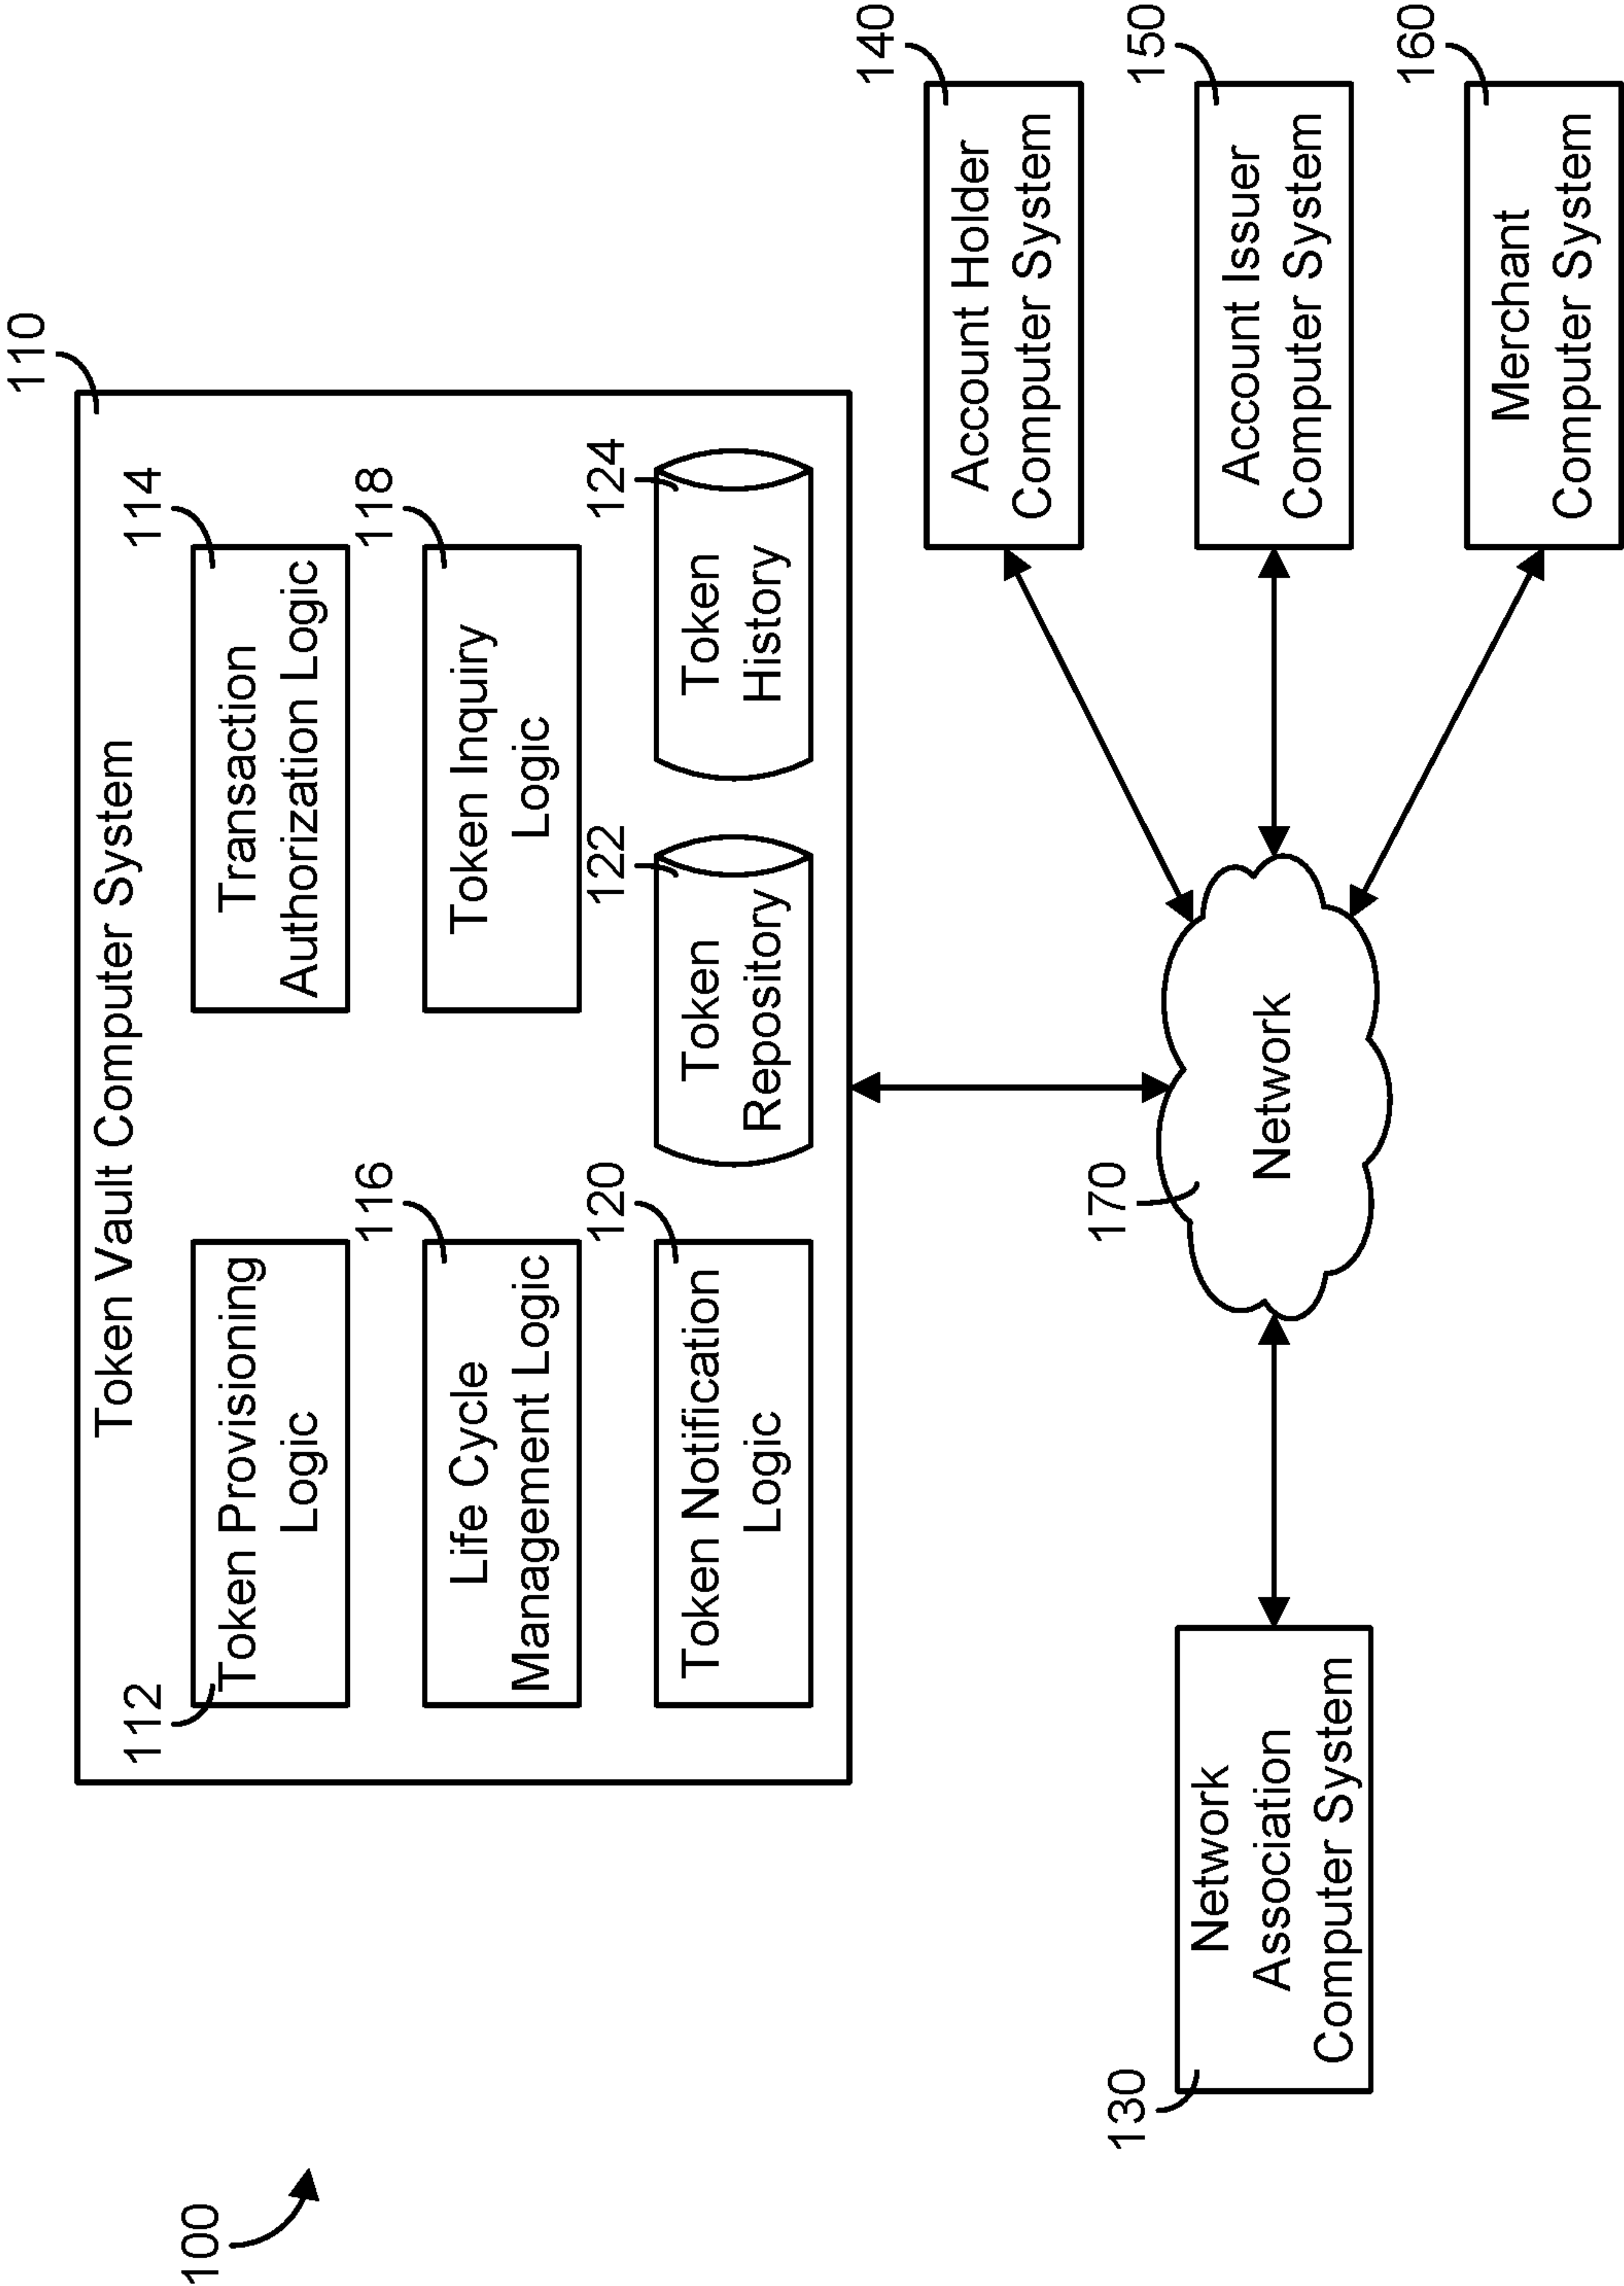 100
110
Token Vault Computer System
112
Token Provisioning
Logic
114
Transaction
Authorization Logic
116
Life Cycle
Management Logic
118
Token Inquiry
Logic
120
Token Notification
Logic
122
Token
Repository
124
Token
History
130
Network
Association
Computer System
170
Network
140
Account Holder
Computer System
150
Account Issuer
Computer System
160
Merchant
Computer System